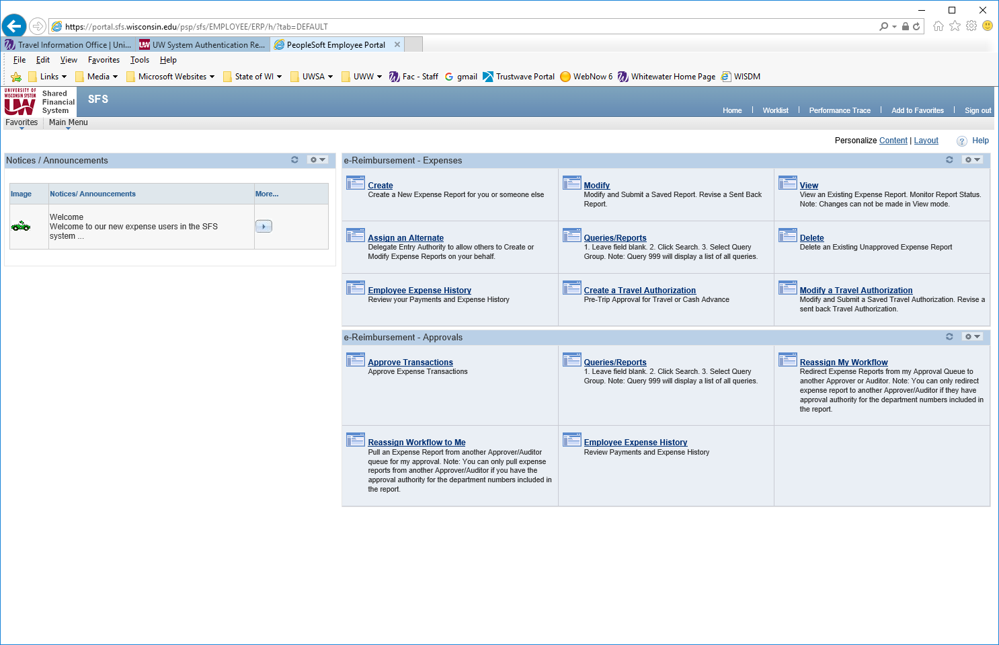 https://portal.sfs.wisconsin.edu/psp/sfs/EMPLOYEE/ERP/h/?tab=DEFAULT
Travel Information Office | Uni...
UW System Authentication Re...
PeopleSoft Employee Portal
File Edit View Favorites Tools Help
Links Media Microsoft Websites State of WI UWSA UWW Fac - Staff gmail Trustwave Portal WebNow 6 Whitewater Home Page WISDM
UNIVERSITY OF
WISCONSIN SYSTEM
UW
Shared
Financial
System
SFS
Home Worklist Performance Trace Add to Favorites Sign out
Favorites Main Menu
Personalize Content | Layout ? Help
Notices / Announcements
Image Notices/ Announcements More...
Welcome
Welcome to our new expense users in the SFS
system ...
e-Reimbursement - Expenses
Create
Create a New Expense Report for you or someone else
Modify
Modify and Submit a Saved Report. Revise a Sent Back
Report.
View
View an Existing Expense Report. Monitor Report Status.
Note: Changes can not be made in View mode.
Assign an Alternate
Delegate Entry Authority to allow others to Create or
Modify Expense Reports on your behalf.
Queries/Reports
1. Leave field blank. 2. Click Search. 3. Select Query
Group. Note: Query 999 will display a list of all queries.
Delete
Delete an Existing Unapproved Expense Report
Employee Expense History
Review your Payments and Expense History
Create a Travel Authorization
Pre-Trip Approval for Travel or Cash Advance
Modify a Travel Authorization
Modify and Submit a Saved Travel Authorization. Revise a
sent back Travel Authorization.
e-Reimbursement - Approvals
Approve Transactions
Approve Expense Transactions
Queries/Reports
1. Leave field blank. 2. Click Search. 3. Select Query
Group. Note: Query 999 will display a list of all queries.
Reassign My Workflow
Redirect Expense Reports from my Approval Queue to
another Approver or Auditor. Note: You can only redirect
expense report to another Approver/Auditor if they have
approval authority for the department numbers included in
the report.
Reassign Workflow to Me
Pull an Expense Report from another Approver/Auditor
queue for my approval. Note: You can only pull expense
reports from another Approver/Auditor if you have the
approval authority for the department numbers included in
the report.
Employee Expense History
Review Payments and Expense History